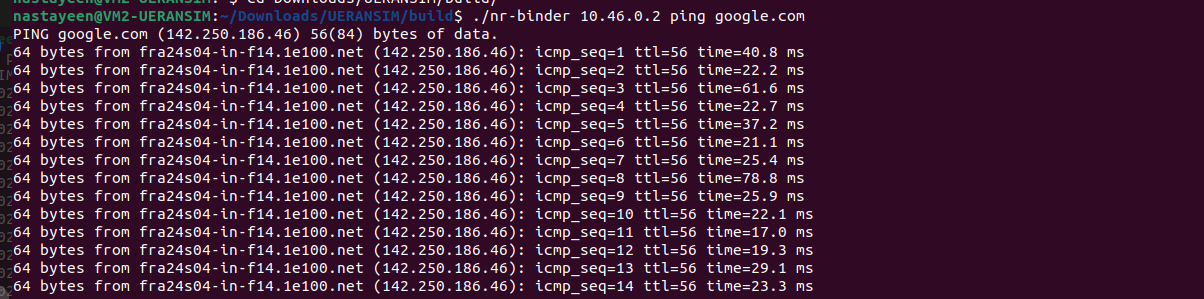 nastayeen@VM2-UERANSIM:~$ cd Downloads/UERANSIM/build/
nastayeen@VM2-UERANSIM:~/Downloads/UERANSIM/build$ ./nr-binder 10.46.0.2 ping google.com
PING google.com (142.250.186.46) 56(84) bytes of data.
64 bytes from fra24s04-in-f14.1e100.net (142.250.186.46): icmp_seq=1 ttl=56 time=40.8 ms
64 bytes from fra24s04-in-f14.1e100.net (142.250.186.46): icmp_seq=2 ttl=56 time=22.2 ms
64 bytes from fra24s04-in-f14.1e100.net (142.250.186.46): icmp_seq=3 ttl=56 time=61.6 ms
64 bytes from fra24s04-in-f14.1e100.net (142.250.186.46): icmp_seq=4 ttl=56 time=22.7 ms
64 bytes from fra24s04-in-f14.1e100.net (142.250.186.46): icmp_seq=5 ttl=56 time=37.2 ms
64 bytes from fra24s04-in-f14.1e100.net (142.250.186.46): icmp_seq=6 ttl=56 time=21.1 ms
64 bytes from fra24s04-in-f14.1e100.net (142.250.186.46): icmp_seq=7 ttl=56 time=25.4 ms
64 bytes from fra24s04-in-f14.1e100.net (142.250.186.46): icmp_seq=8 ttl=56 time=78.8 ms
64 bytes from fra24s04-in-f14.1e100.net (142.250.186.46): icmp_seq=9 ttl=56 time=25.9 ms
64 bytes from fra24s04-in-f14.1e100.net (142.250.186.46): icmp_seq=10 ttl=56 time=22.1 ms
64 bytes from fra24s04-in-f14.1e100.net (142.250.186.46): icmp_seq=11 ttl=56 time=17.0 ms
64 bytes from fra24s04-in-f14.1e100.net (142.250.186.46): icmp_seq=12 ttl=56 time=19.3 ms
64 bytes from fra24s04-in-f14.1e100.net (142.250.186.46): icmp_seq=13 ttl=56 time=29.1 ms
64 bytes from fra24s04-in-f14.1e100.net (142.250.186.46): icmp_seq=14 ttl=56 time=23.3 ms